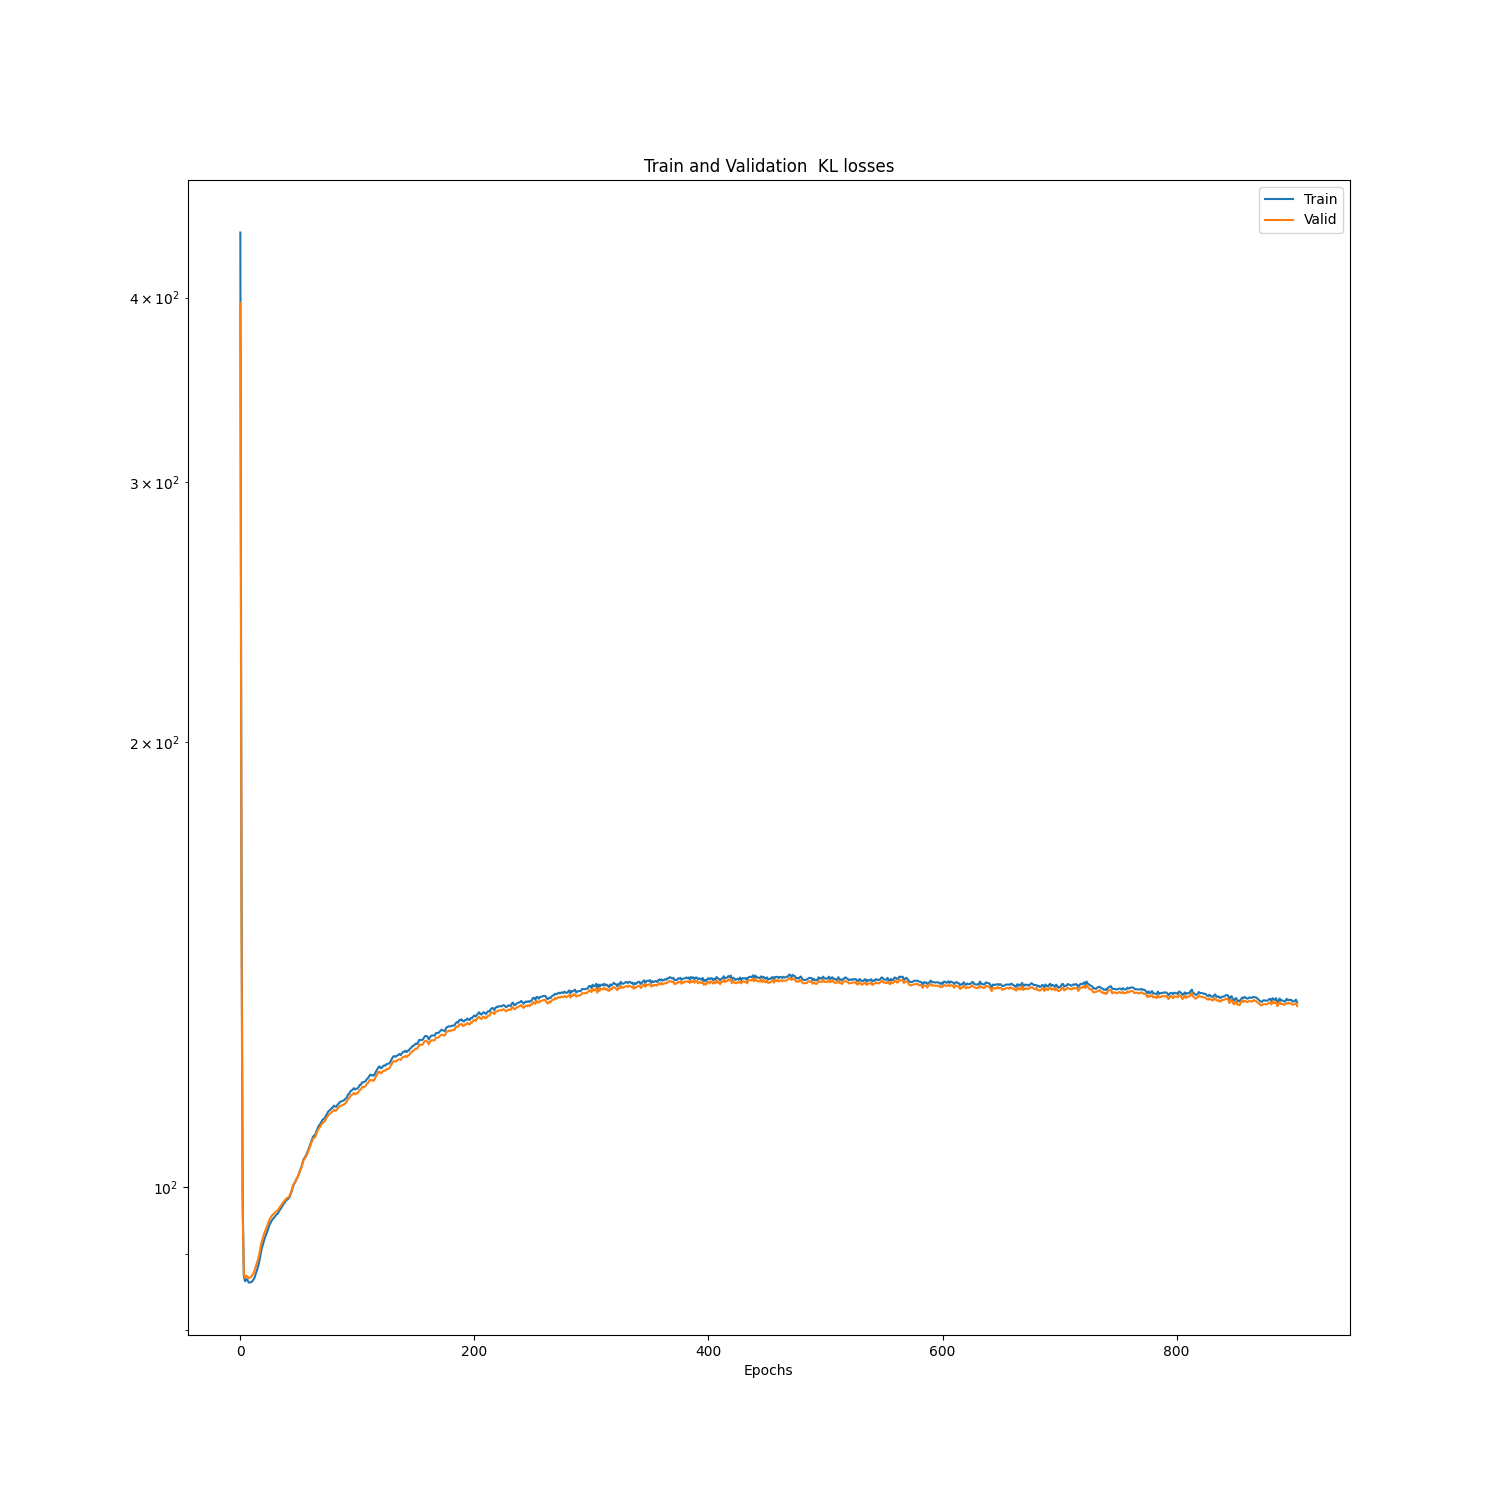 Train and Validation  KL losses
Train
Valid
4 × 10²
3 × 10²
2 × 10²
10²
0 200 400 600 800
Epochs